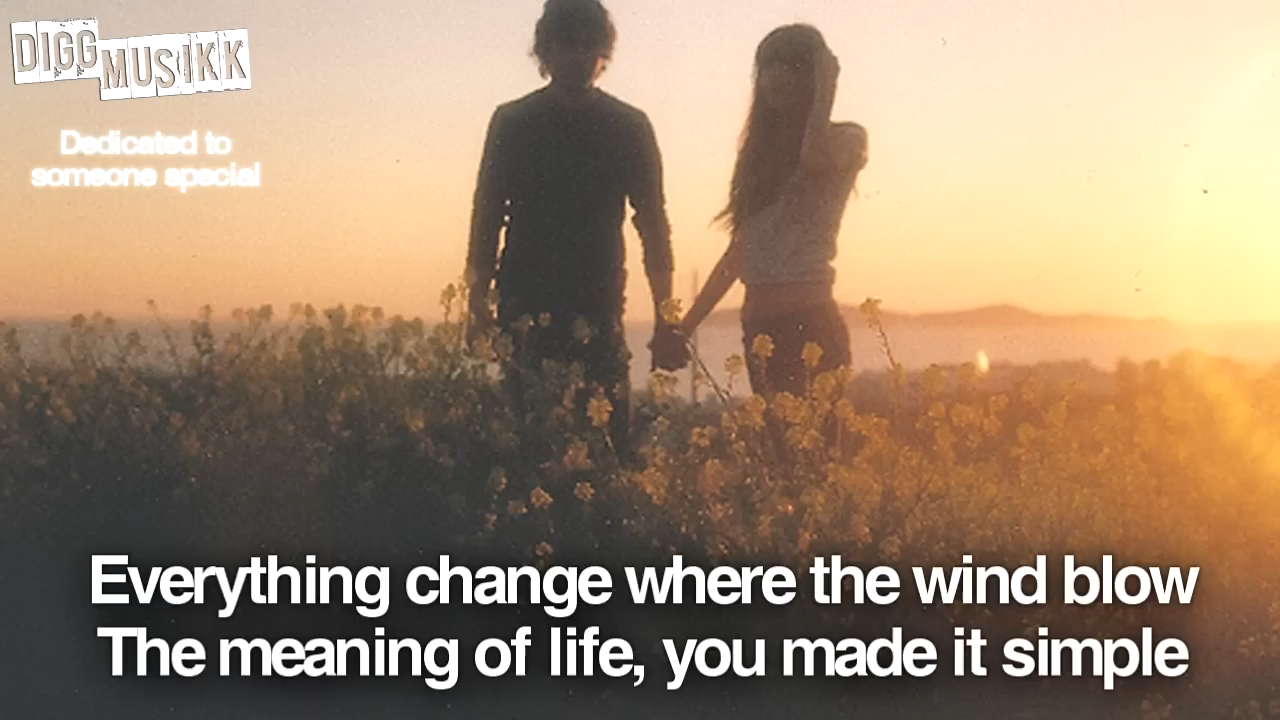 DIGG
MUSIKK
Dedicated to
someone special
Everything change where the wind blow
The meaning of life, you made it simple